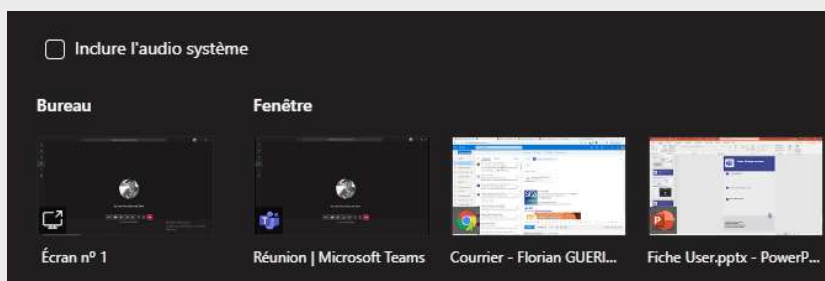 Inclure l'audio système
Bureau
Fenêtre
Écran nº 1
Réunion | Microsoft Teams
Courrier - Florian GUERI...
Fiche User.pptx - PowerP...